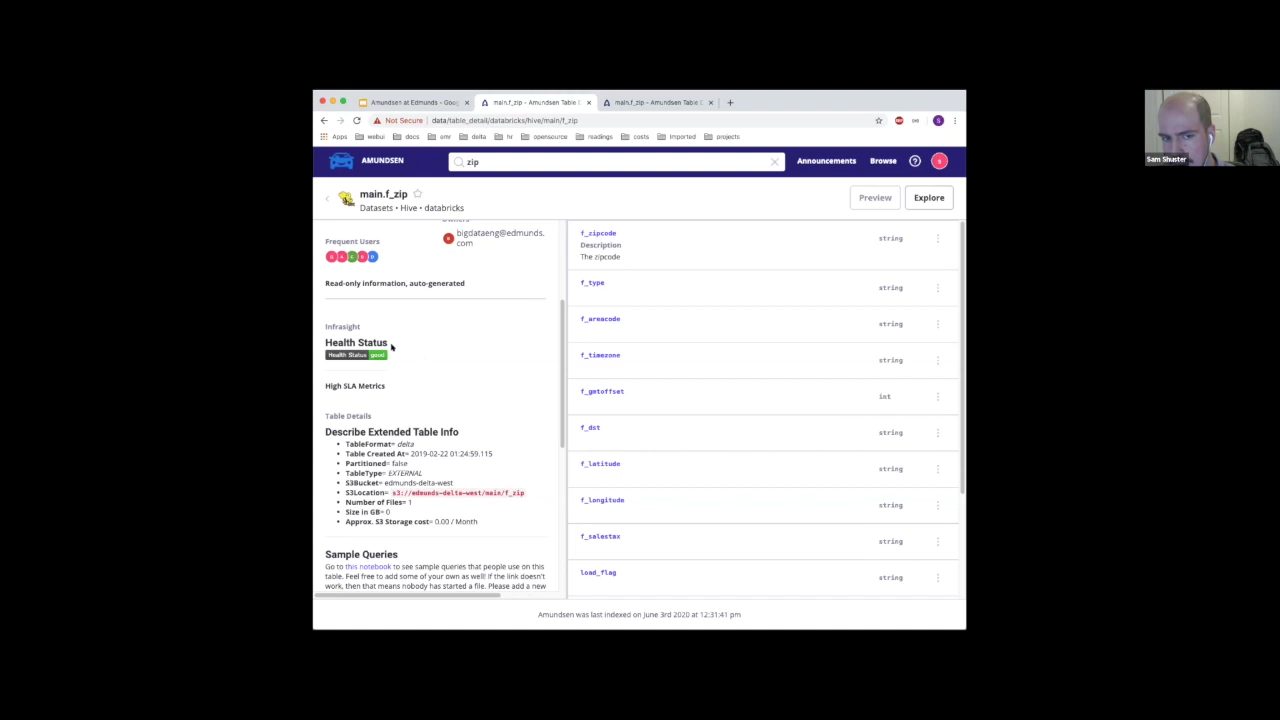 Amundsen at Edmunds - Goog
main.f_zip - Amundsen Table D
main.f_zip - Amundsen Table D
Not Secure | data/table_detail/databricks/hive/main/f_zip
Apps webui docs emr delta hr opensource readings costs Imported projects
AMUNDSEN
zip
Announcements Browse
main.f_zip
Datasets • Hive • databricks
Preview Explore
Frequent Users
bigdataeng@edmunds.
com
Read-only information, auto-generated
Infrasight
Health Status
Health Status good
High SLA Metrics
Table Details
Describe Extended Table Info
• TableFormat= delta
• Table Created At= 2019-02-22 01:24:59.115
• Partitioned= false
• TableType= EXTERNAL
• S3Bucket= edmunds-delta-west
• S3Location= s3://edmunds-delta-west/main/f_zip
• Number of Files= 1
• Size in GB= 0
• Approx. S3 Storage cost= 0.00 / Month
Sample Queries
Go to this notebook to see sample queries that people use on this
table. Feel free to add some of your own as well! If the link doesn't
work, then that means nobody has started a file. Please add a new
f_zipcode string
Description
The zipcode
f_type string
f_areacode string
f_timezone string
f_gmtoffset int
f_dst string
f_latitude string
f_longitude string
f_salestax string
load_flag string
Amundsen was last indexed on June 3rd 2020 at 12:31:41 pm
Sam Shuster